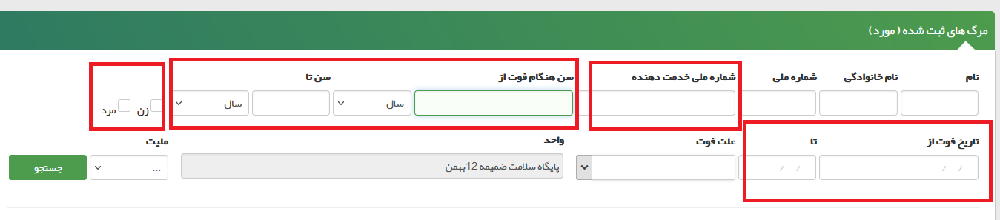 مرگ های ثبت شده ( مورد )
نام نام خانوادگی شماره ملی شماره ملی خدمت دهنده سن هنگام فوت از سن تا
سال سال زن مرد
تاریخ فوت از تا علت فوت واحد ملیت
__/__/____ __/__/____ پایگاه سلامت ضمیمه 12بهمن ... جستجو